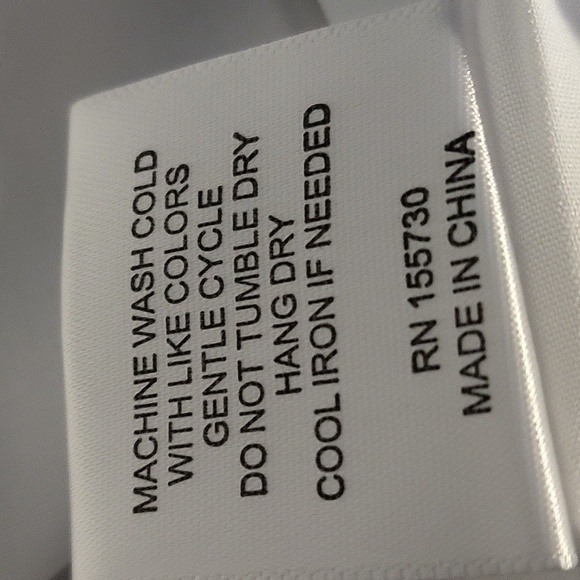 MACHINE WASH COLD
WITH LIKE COLORS
GENTLE CYCLE
DO NOT TUMBLE DRY
HANG DRY
COOL IRON IF NEEDED
RN 155730
MADE IN CHINA